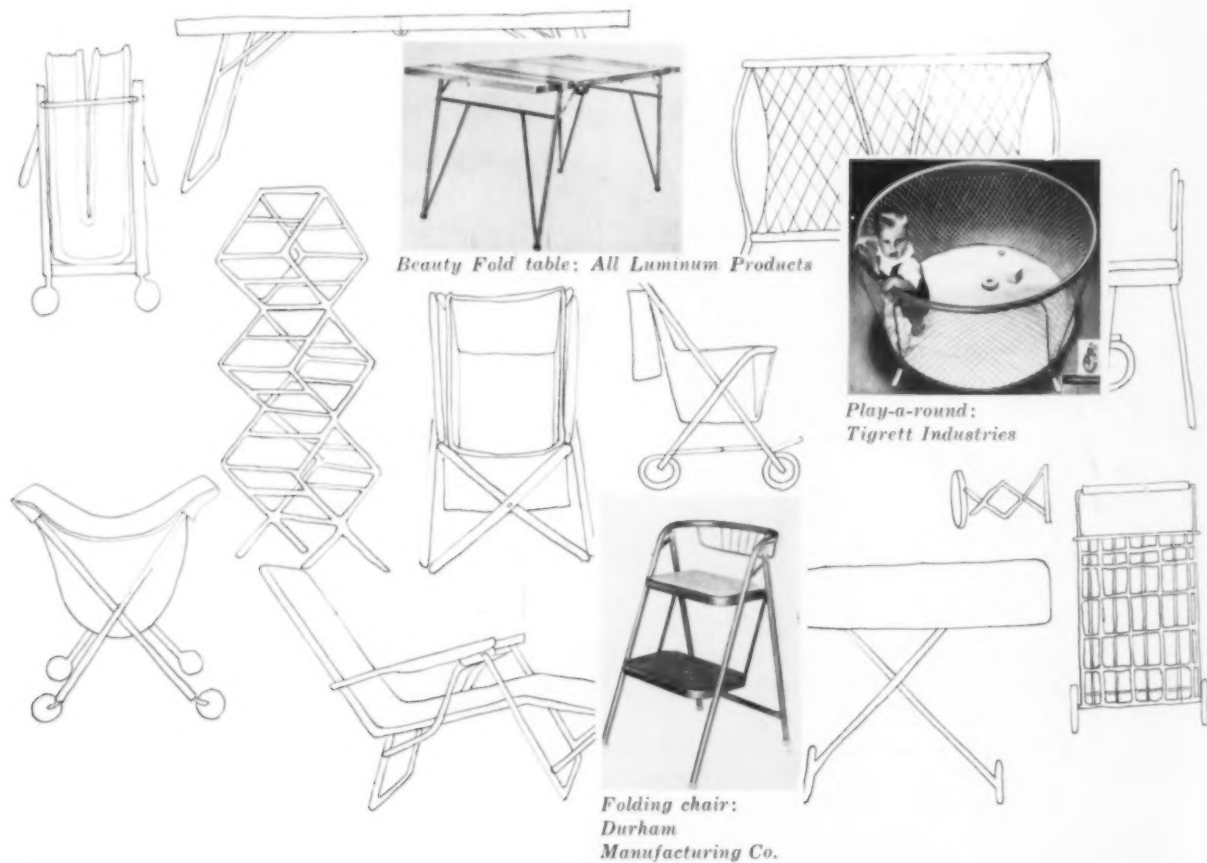 Beauty Fold table: All Luminum Products
Play-a-round:
Tigrett Industries
Folding chair:
Durham
Manufacturing Co.